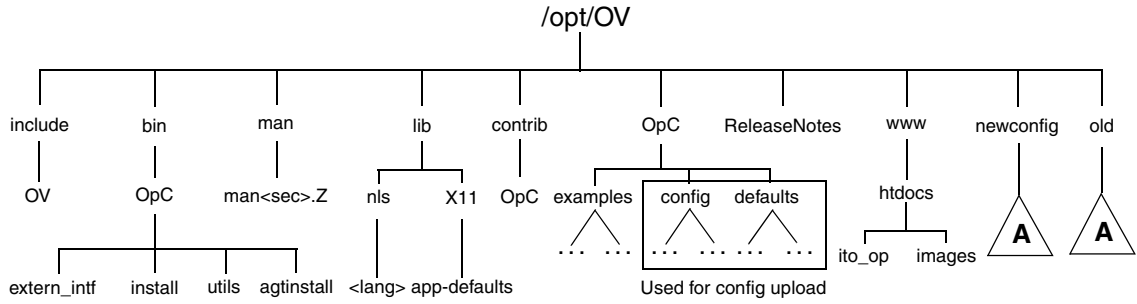 /opt/OV
include bin man lib contrib OpC ReleaseNotes www newconfig old
OV OpC man<sec>.Z nls X11 OpC examples config defaults htdocs
A A
... ... ... ... ... ... ito_op images
extern_intf install utils agtinstall <lang> app-defaults Used for config upload